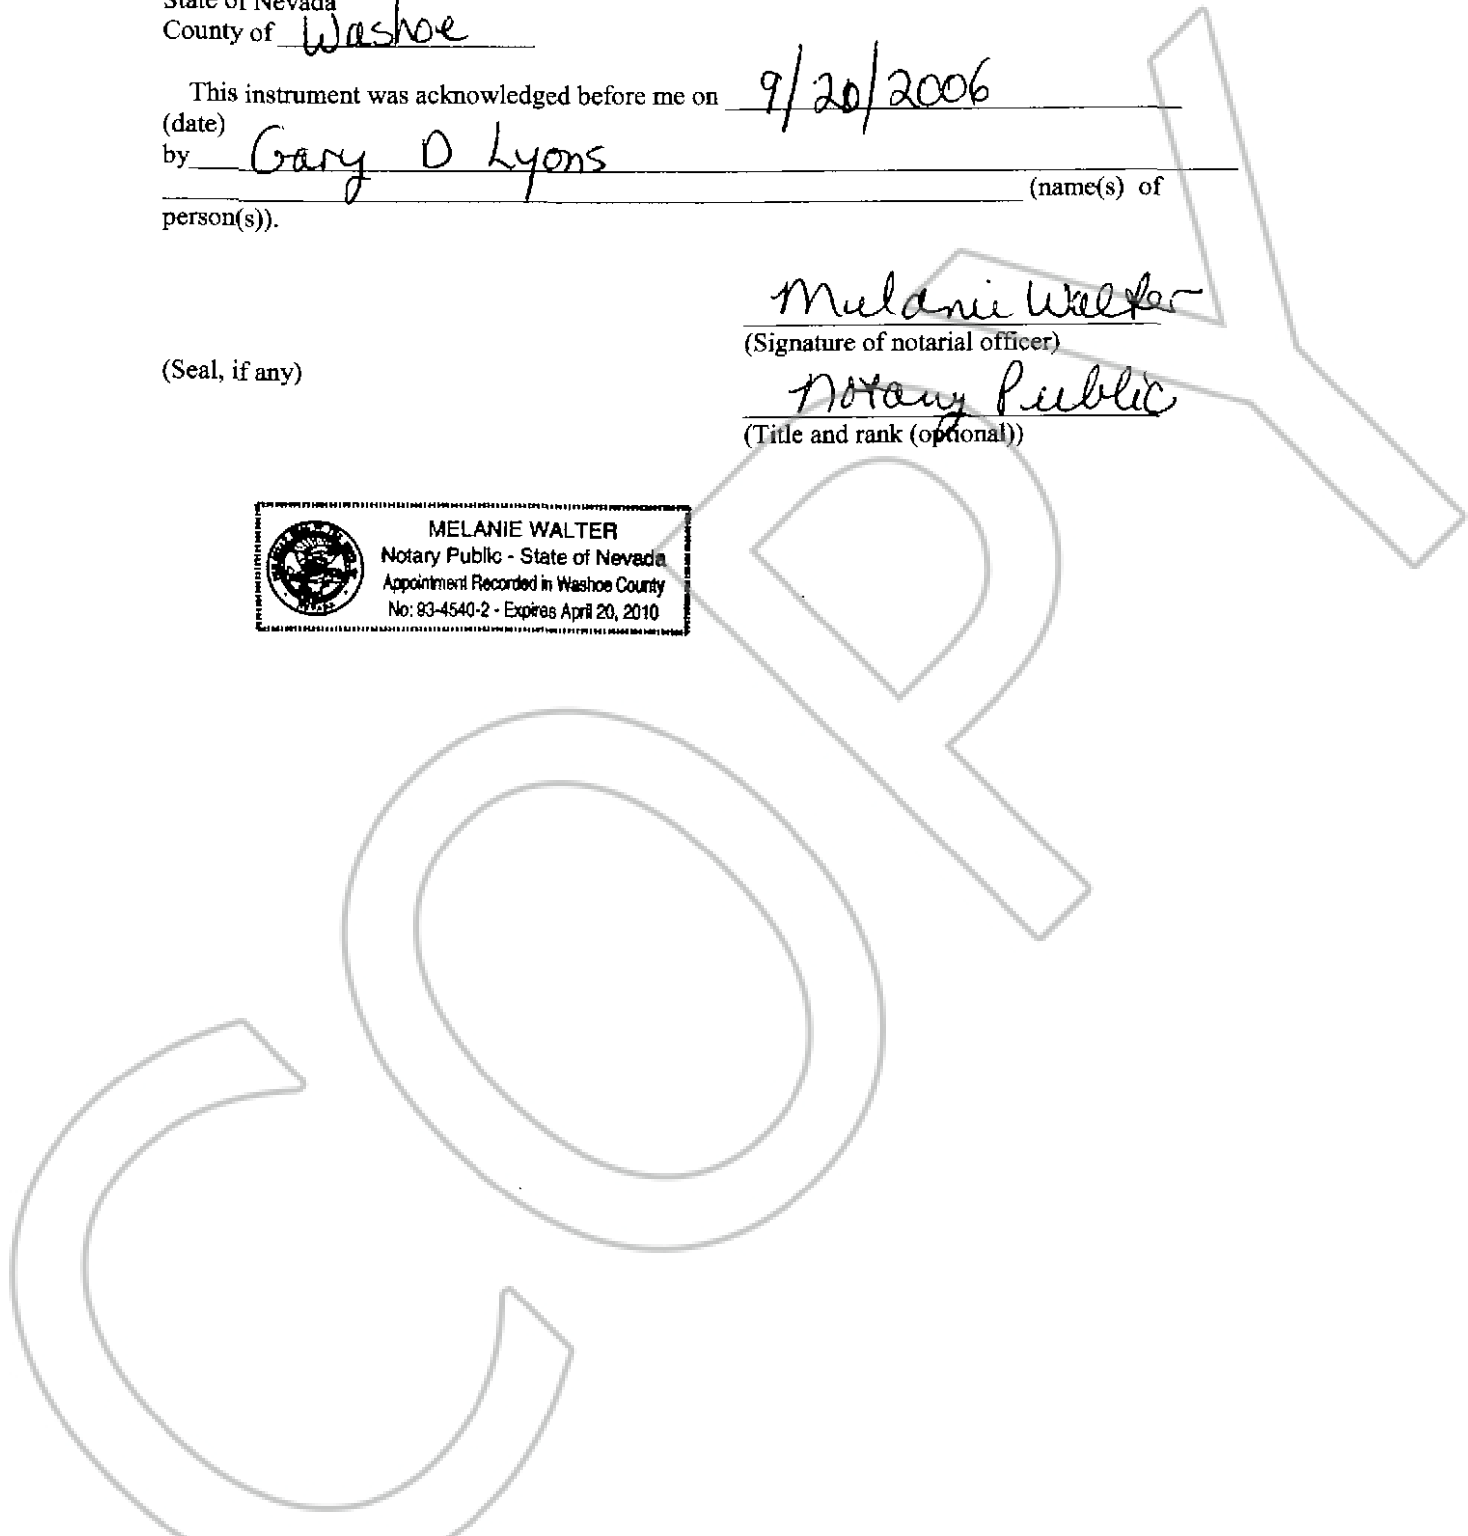 State of Nevada
County of Washoe
This instrument was acknowledged before me on 9/20/2006
(date)
by Gary D Lyons
(name(s) of
person(s)).
Melanie Walter
(Signature of notarial officer)
(Seal, if any)
Notary Public
(Title and rank (optional))
MELANIE WALTER
Notary Public - State of Nevada
Appointment Recorded in Washoe County
No: 93-4540-2 - Expires April 20, 2010
COPY